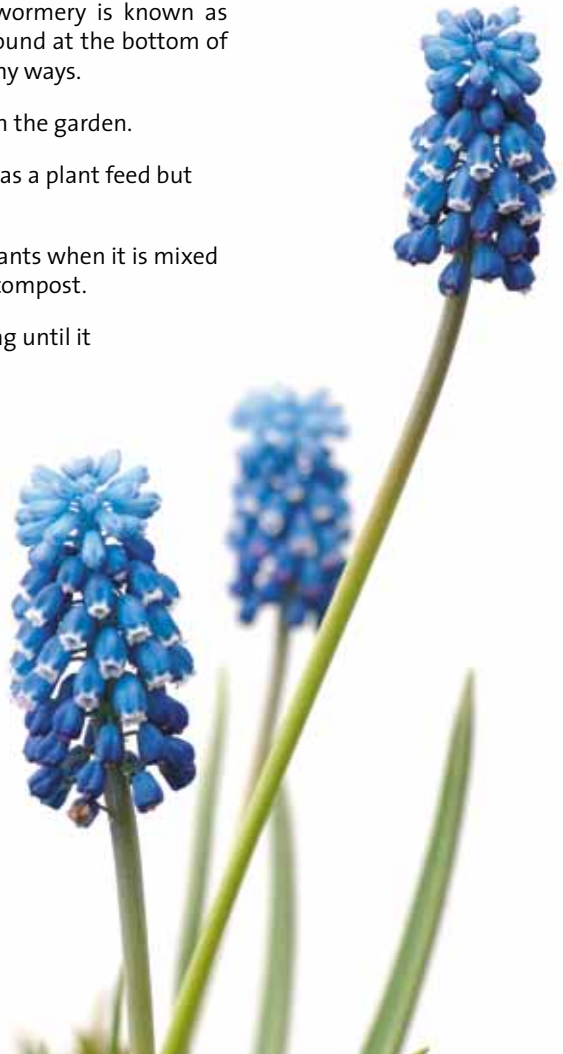 wormery is known as
ound at the bottom of
ny ways.
n the garden.
as a plant feed but
ants when it is mixed
compost.
ng until it